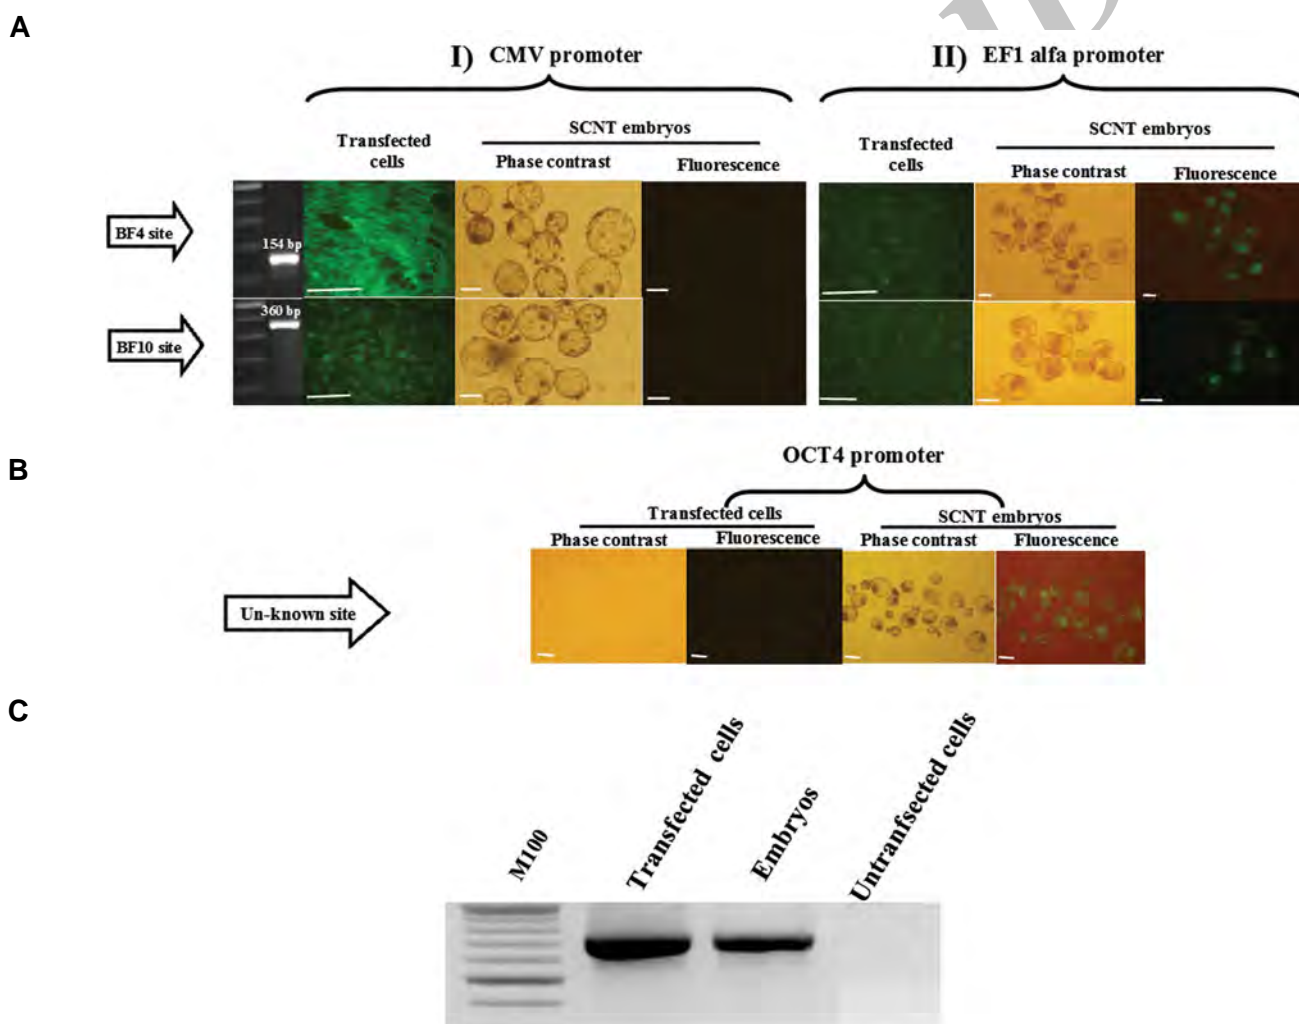 A
I) CMV promoter
II) EF1 alfa promoter
Transfected
cells
SCNT embryos
Phase contrast
Fluorescence
Transfected
cells
SCNT embryos
Phase contrast
Fluorescence
BF4 site
154 bp
BF10 site
360 bp
B
OCT4 promoter
Transfected cells
SCNT embryos
Phase contrast
Fluorescence
Phase contrast
Fluorescence
Un-known site
C
M100
Transfected cells
Embryos
Untranfsected cells